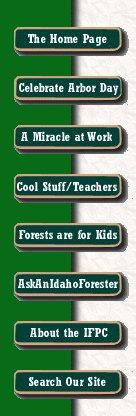 The Home Page
Celebrate Arbor Day
A Miracle at Work
Cool Stuff/Teachers
Forests are for Kids
AskAnIdahoForester
About the IFPC
Search Our Site